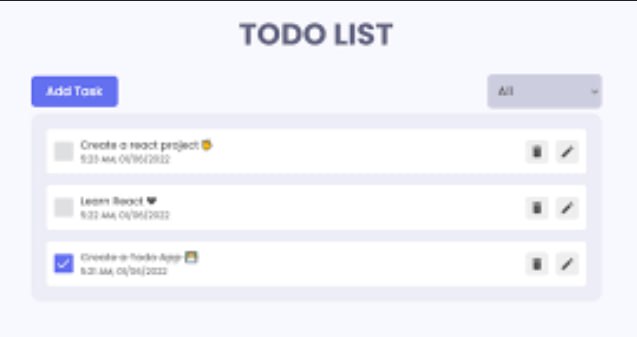 TODO LIST
Add Task
All
Create a react project ✊
5:23 AM, 01/06/2022
Learn React ❤
5:22 AM, 01/06/2022
Create a Todo App
5:21 AM, 01/06/2022